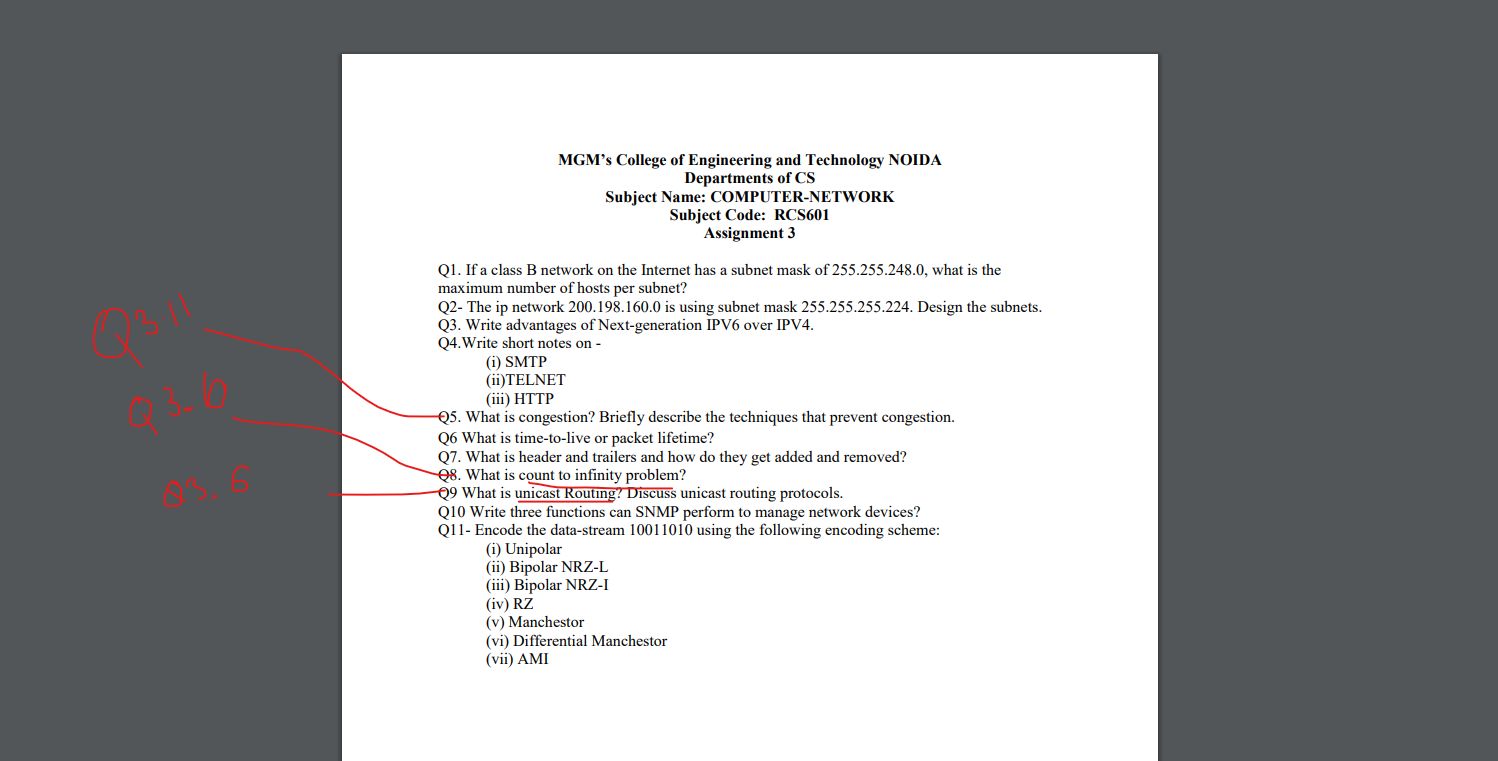 MGM's College of Engineering and Technology NOIDA
Departments of CS
Subject Name: COMPUTER-NETWORK
Subject Code: RCS601
Assignment 3
Q1. If a class B network on the Internet has a subnet mask of 255.255.248.0, what is the
maximum number of hosts per subnet?
Q2- The ip network 200.198.160.0 is using subnet mask 255.255.255.224. Design the subnets.
Q3. Write advantages of Next-generation IPV6 over IPV4.
Q4.Write short notes on -
(i) SMTP
(ii)TELNET
(iii) HTTP
Q3 11
Q5. What is congestion? Briefly describe the techniques that prevent congestion.
Q6 What is time-to-live or packet lifetime?
Q7. What is header and trailers and how do they get added and removed?
Q3.b
Q8. What is count to infinity problem?
Q3.6
Q9 What is unicast Routing? Discuss unicast routing protocols.
Q10 Write three functions can SNMP perform to manage network devices?
Q11- Encode the data-stream 10011010 using the following encoding scheme:
(i) Unipolar
(ii) Bipolar NRZ-L
(iii) Bipolar NRZ-I
(iv) RZ
(v) Manchestor
(vi) Differential Manchestor
(vii) AMI